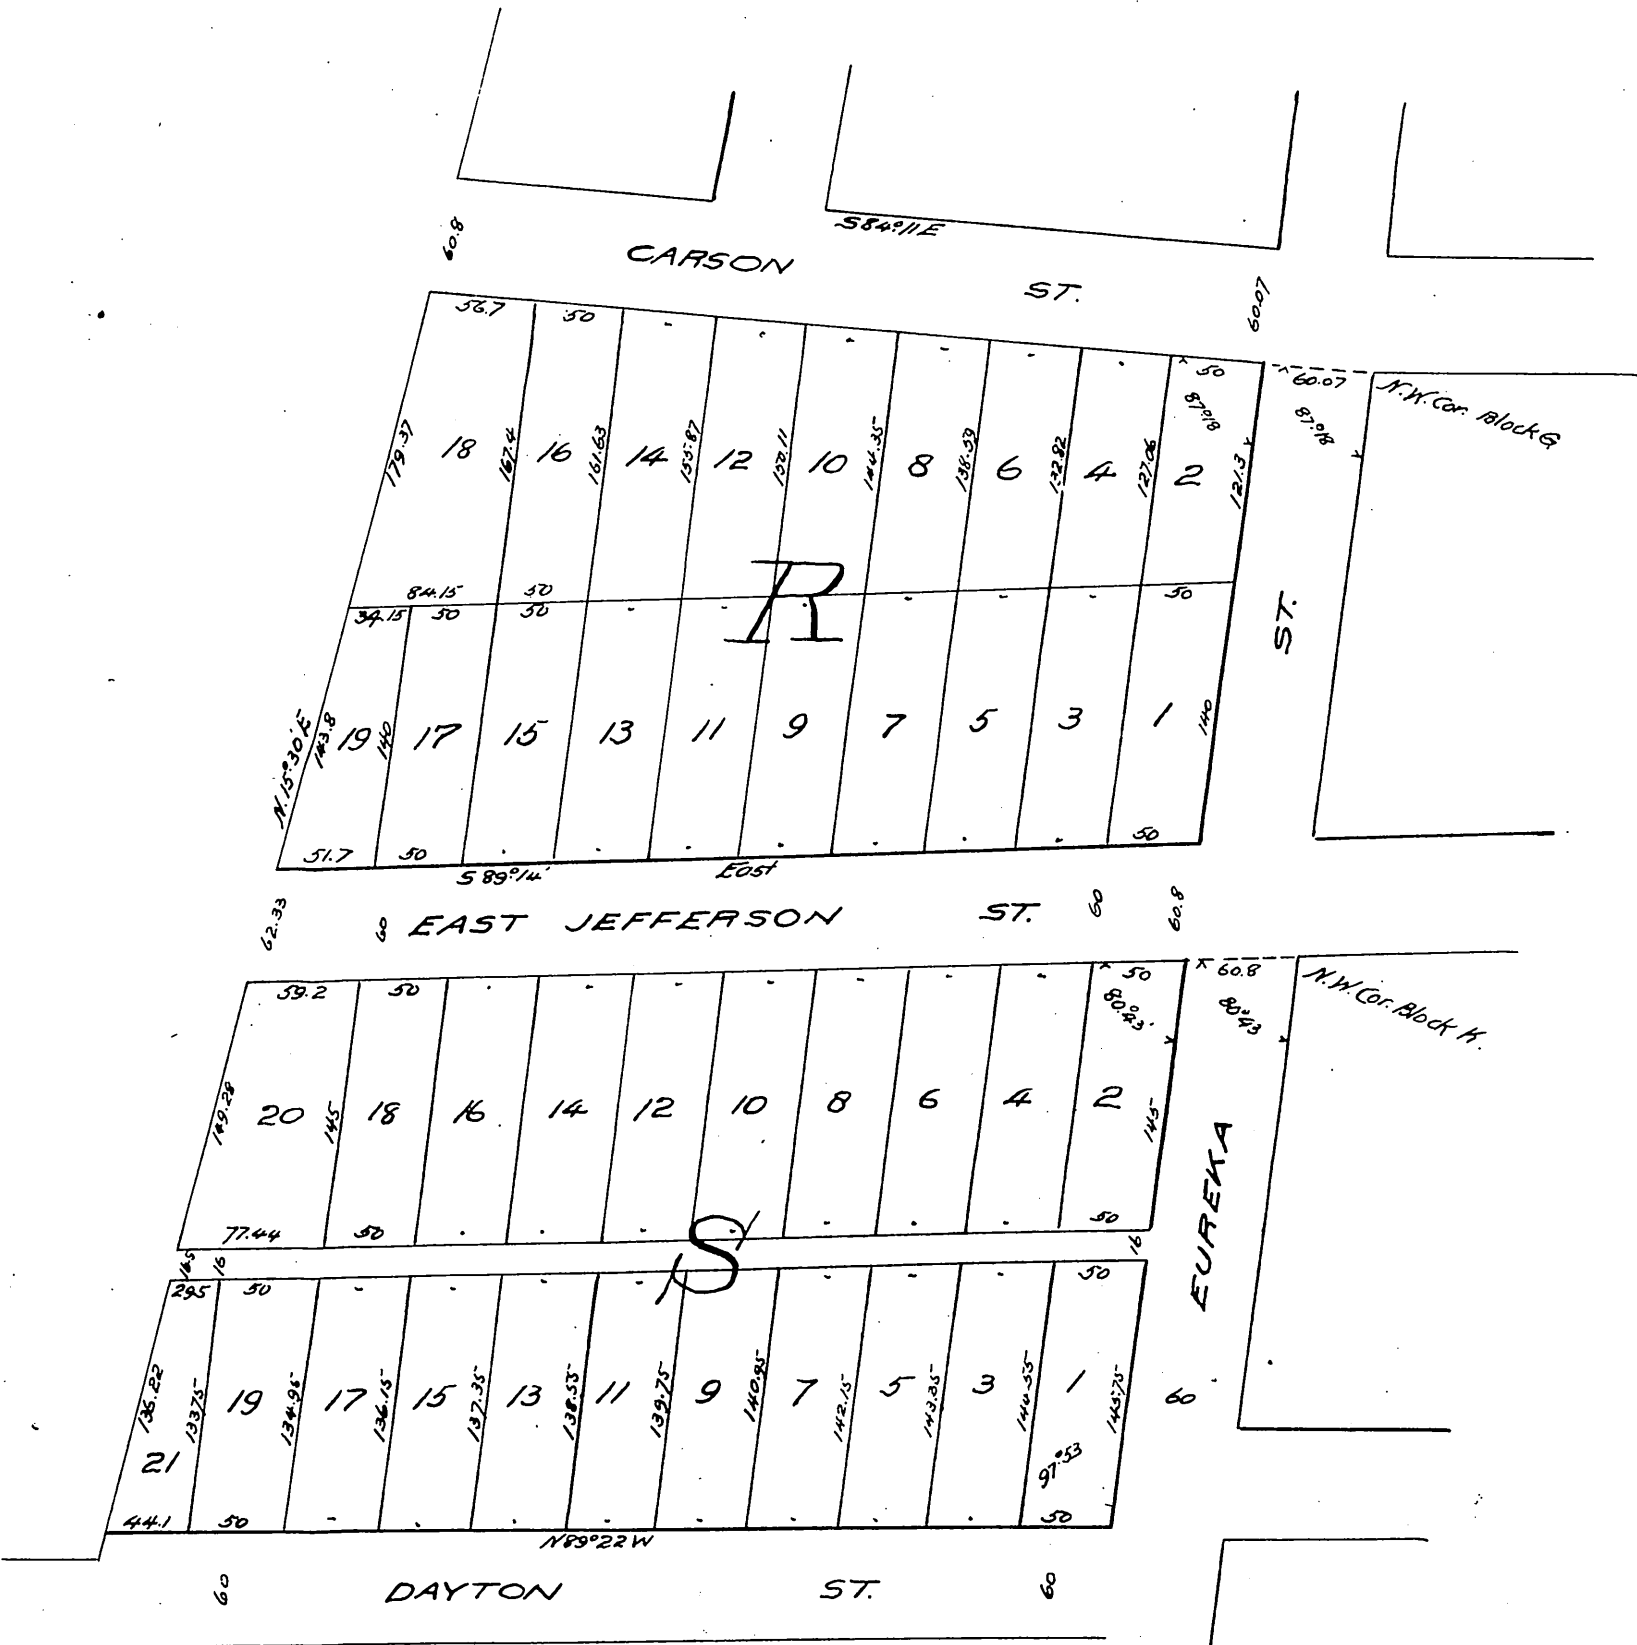 S84°11E
60.8
CARSON ST.
60.07
56.7 50 - - - - - - 50 60.07
N.W. Cor. Block G
87°18 87°18
179.37 18 167.4 16 161.63 14 155.87 12 150.11 10 144.35 8 138.59 6 132.82 4 127.06 2 121.3
R
84.15 50 50
34.15 50 50 - - - - -
ST.
N.15°30'E
143.8 19 140 17 15 13 11 9 7 5 3 1 140
51.7 50 50
S 89°14' East
62.33 60 EAST JEFFERSON ST. 60 60.8
59.2 50 - - - - - - 50 60.8
N.W. Cor. Block K.
80°43' 80°43
149.28 20 145 18 16 14 12 10 8 6 4 2 145
EUREKA
77.44 50 50
S
16.5 16 16
29.5 50 - - - - - - 50
136.22 21 133.75 19 134.95 17 136.15 15 137.35 13 138.55 11 139.75 9 140.95 7 142.15 5 143.35 3 144.55 1 145.75 60
97°53
44.1 50 50
N89°22W
60 DAYTON ST. 60